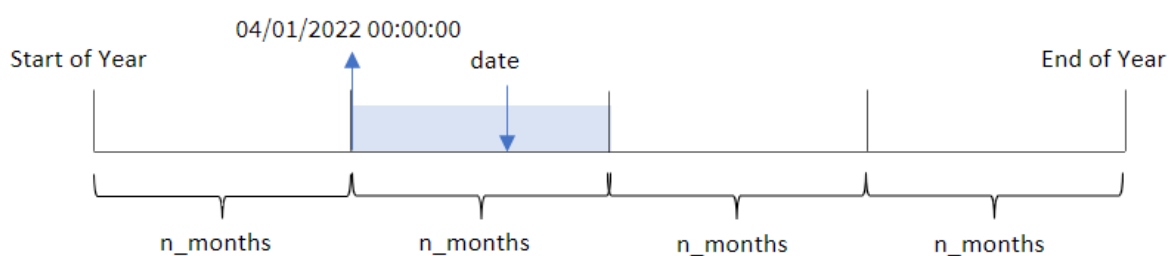 04/01/2022 00:00:00
Start of Year
date
End of Year
n_months
n_months
n_months
n_months